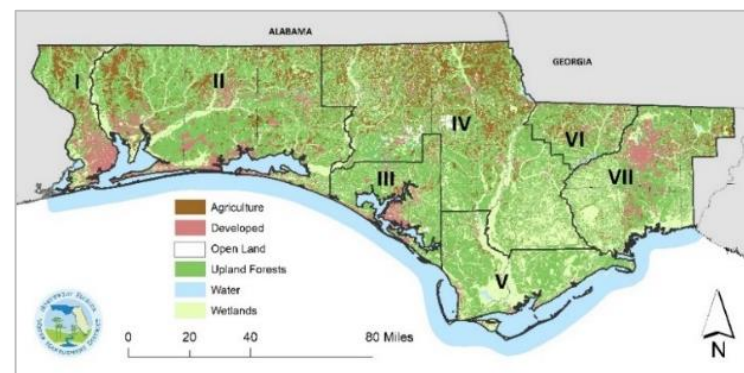 ALABAMA
GEORGIA
I
II
III
IV
V
VI
VII
Agriculture
Developed
Open Land
Upland Forests
Water
Wetlands
0 20 40 80 Miles
N